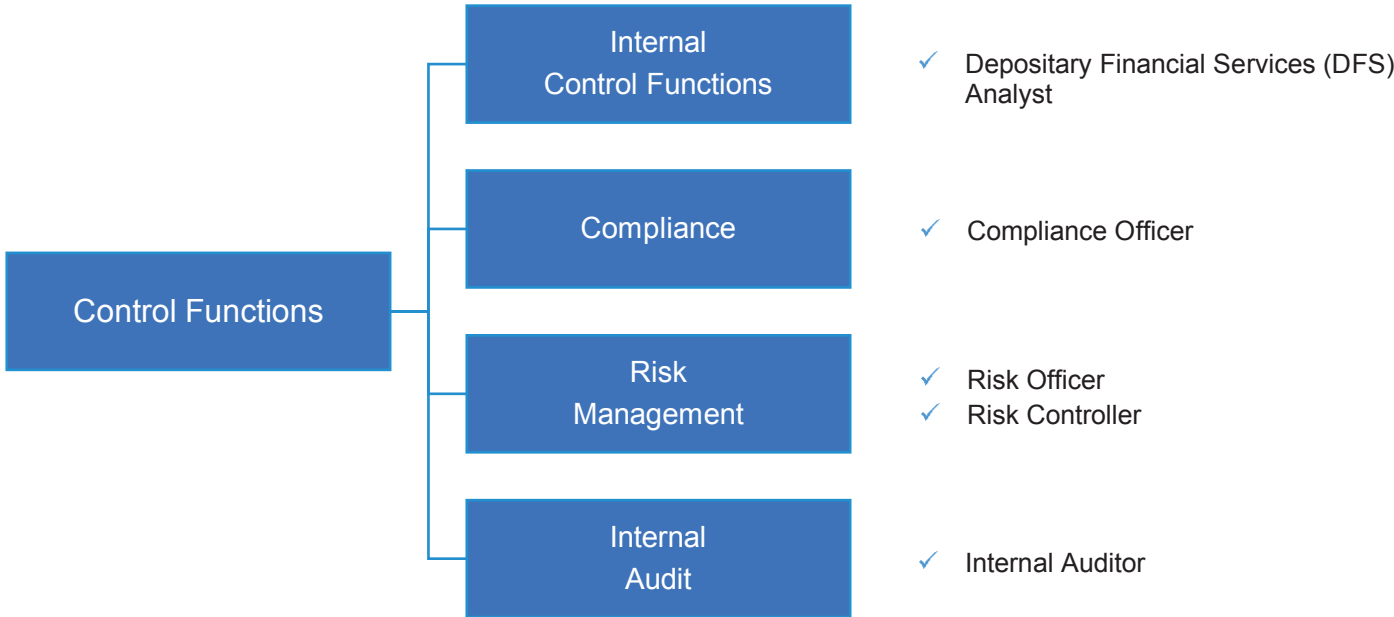 Control Functions
Internal
Control Functions
Depositary Financial Services (DFS)
Analyst
Compliance
Compliance Officer
Risk
Management
Risk Officer
Risk Controller
Internal
Audit
Internal Auditor